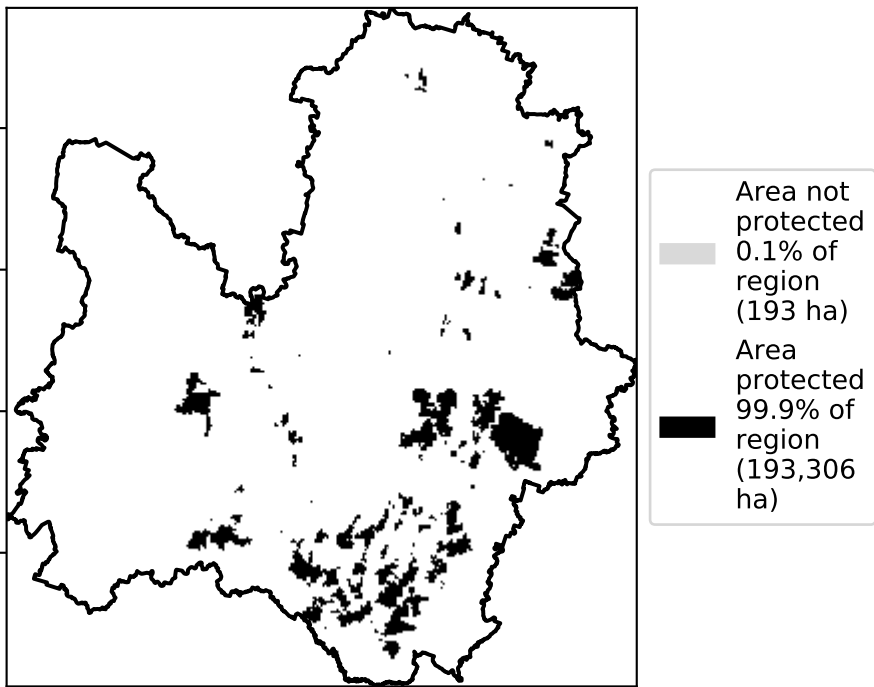 Area not
protected
0.1% of
region
(193 ha)
Area
protected
99.9% of
region
(193,306
ha)